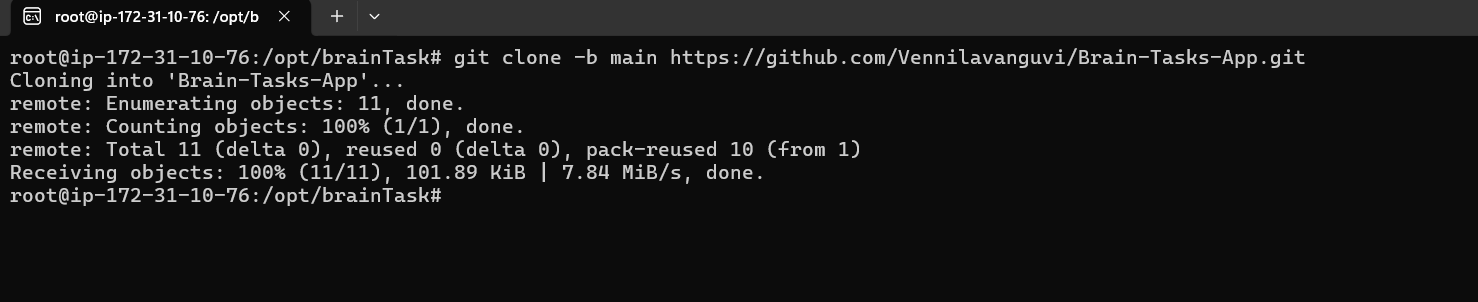 root@ip-172-31-10-76: /opt/b
root@ip-172-31-10-76:/opt/brainTask# git clone -b main https://github.com/Vennilavanguvi/Brain-Tasks-App.git
Cloning into 'Brain-Tasks-App'...
remote: Enumerating objects: 11, done.
remote: Counting objects: 100% (1/1), done.
remote: Total 11 (delta 0), reused 0 (delta 0), pack-reused 10 (from 1)
Receiving objects: 100% (11/11), 101.89 KiB | 7.84 MiB/s, done.
root@ip-172-31-10-76:/opt/brainTask#